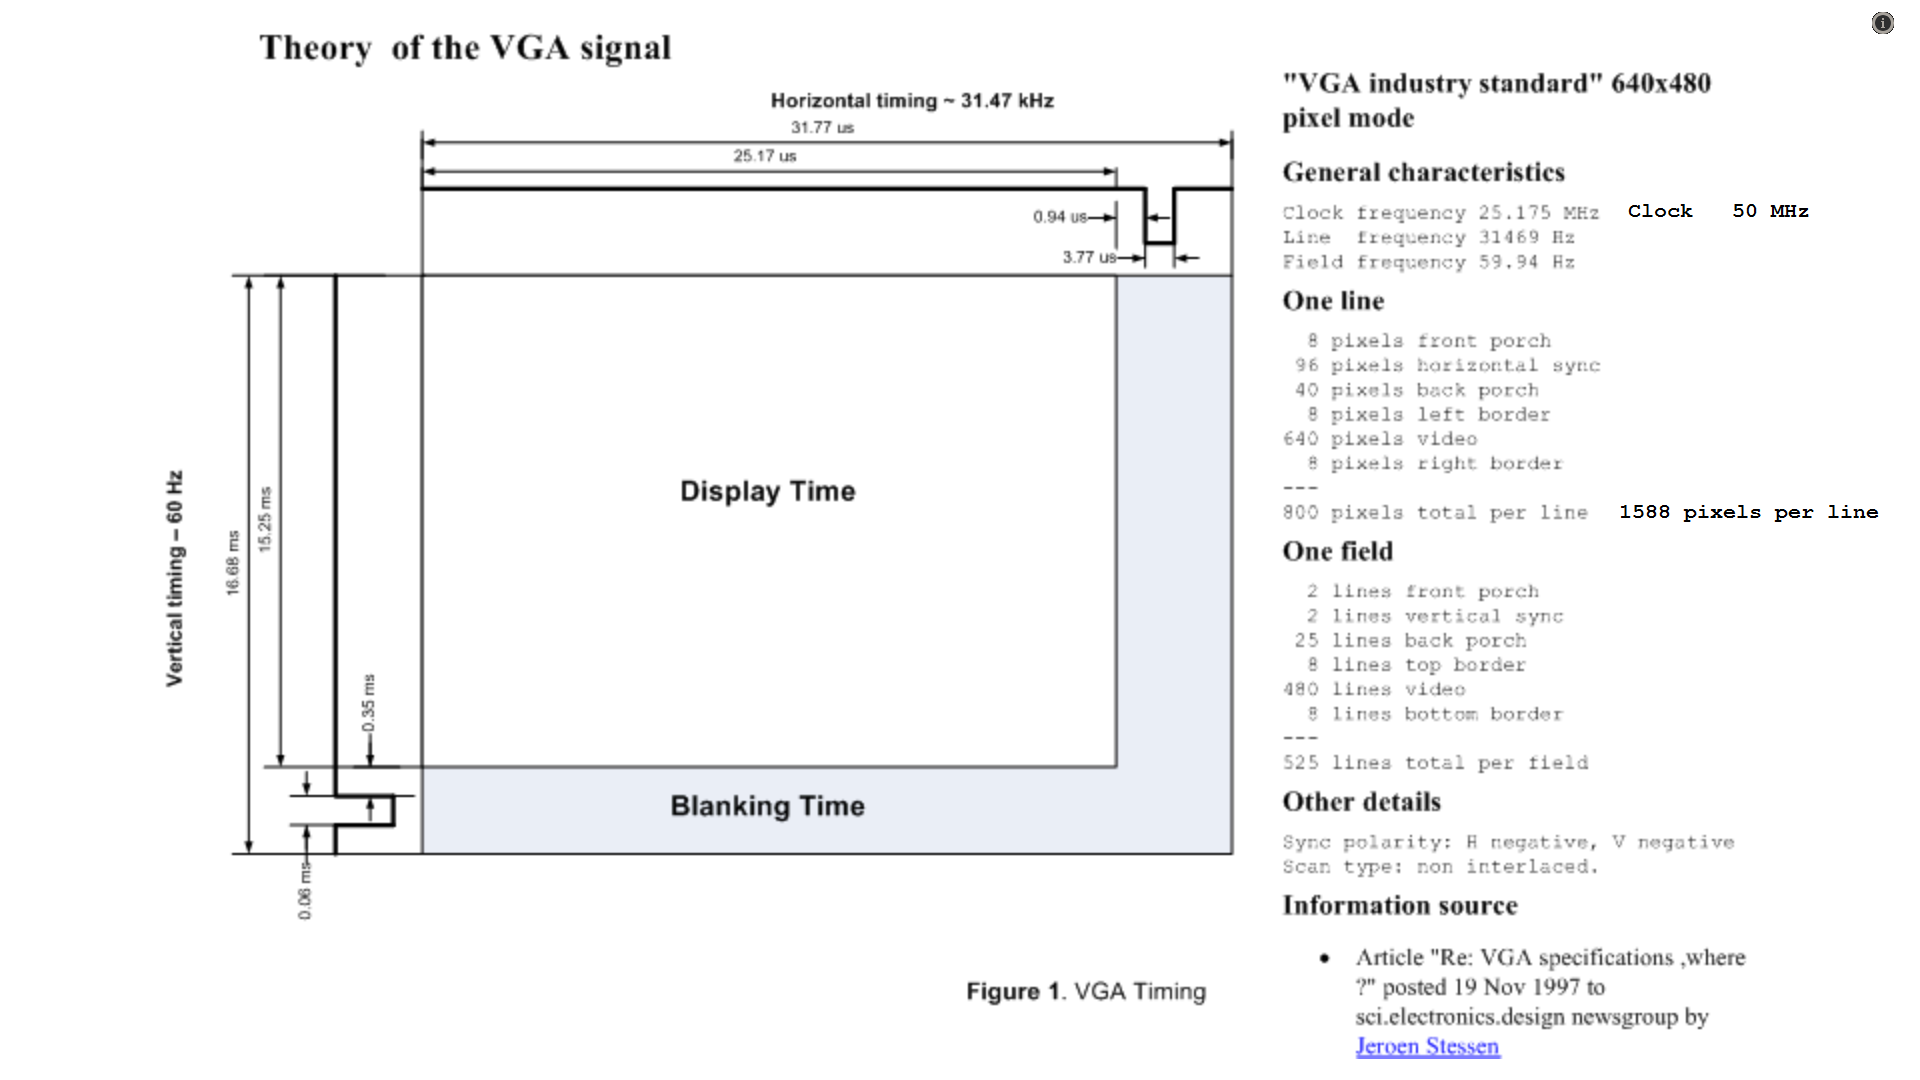 Theory of the VGA signal
Horizontal timing ~ 31.47 kHz
31.77 us
25.17 us
0.94 us
3.77 us
Vertical timing – 60 Hz
16.68 ms
15.25 ms
0.35 ms
0.06 ms
Display Time
Blanking Time
Figure 1. VGA Timing
"VGA industry standard" 640x480
pixel mode
General characteristics
Clock frequency 25.175 MHz Clock 50 MHz
Line frequency 31469 Hz
Field frequency 59.94 Hz
One line
8 pixels front porch
96 pixels horizontal sync
40 pixels back porch
8 pixels left border
640 pixels video
8 pixels right border
---
800 pixels total per line 1588 pixels per line
One field
2 lines front porch
2 lines vertical sync
25 lines back porch
8 lines top border
480 lines video
8 lines bottom border
---
525 lines total per field
Other details
Sync polarity: H negative, V negative
Scan type: non interlaced.
Information source
• Article "Re: VGA specifications ,where
?" posted 19 Nov 1997 to
sci.electronics.design newsgroup by
Jeroen Stessen